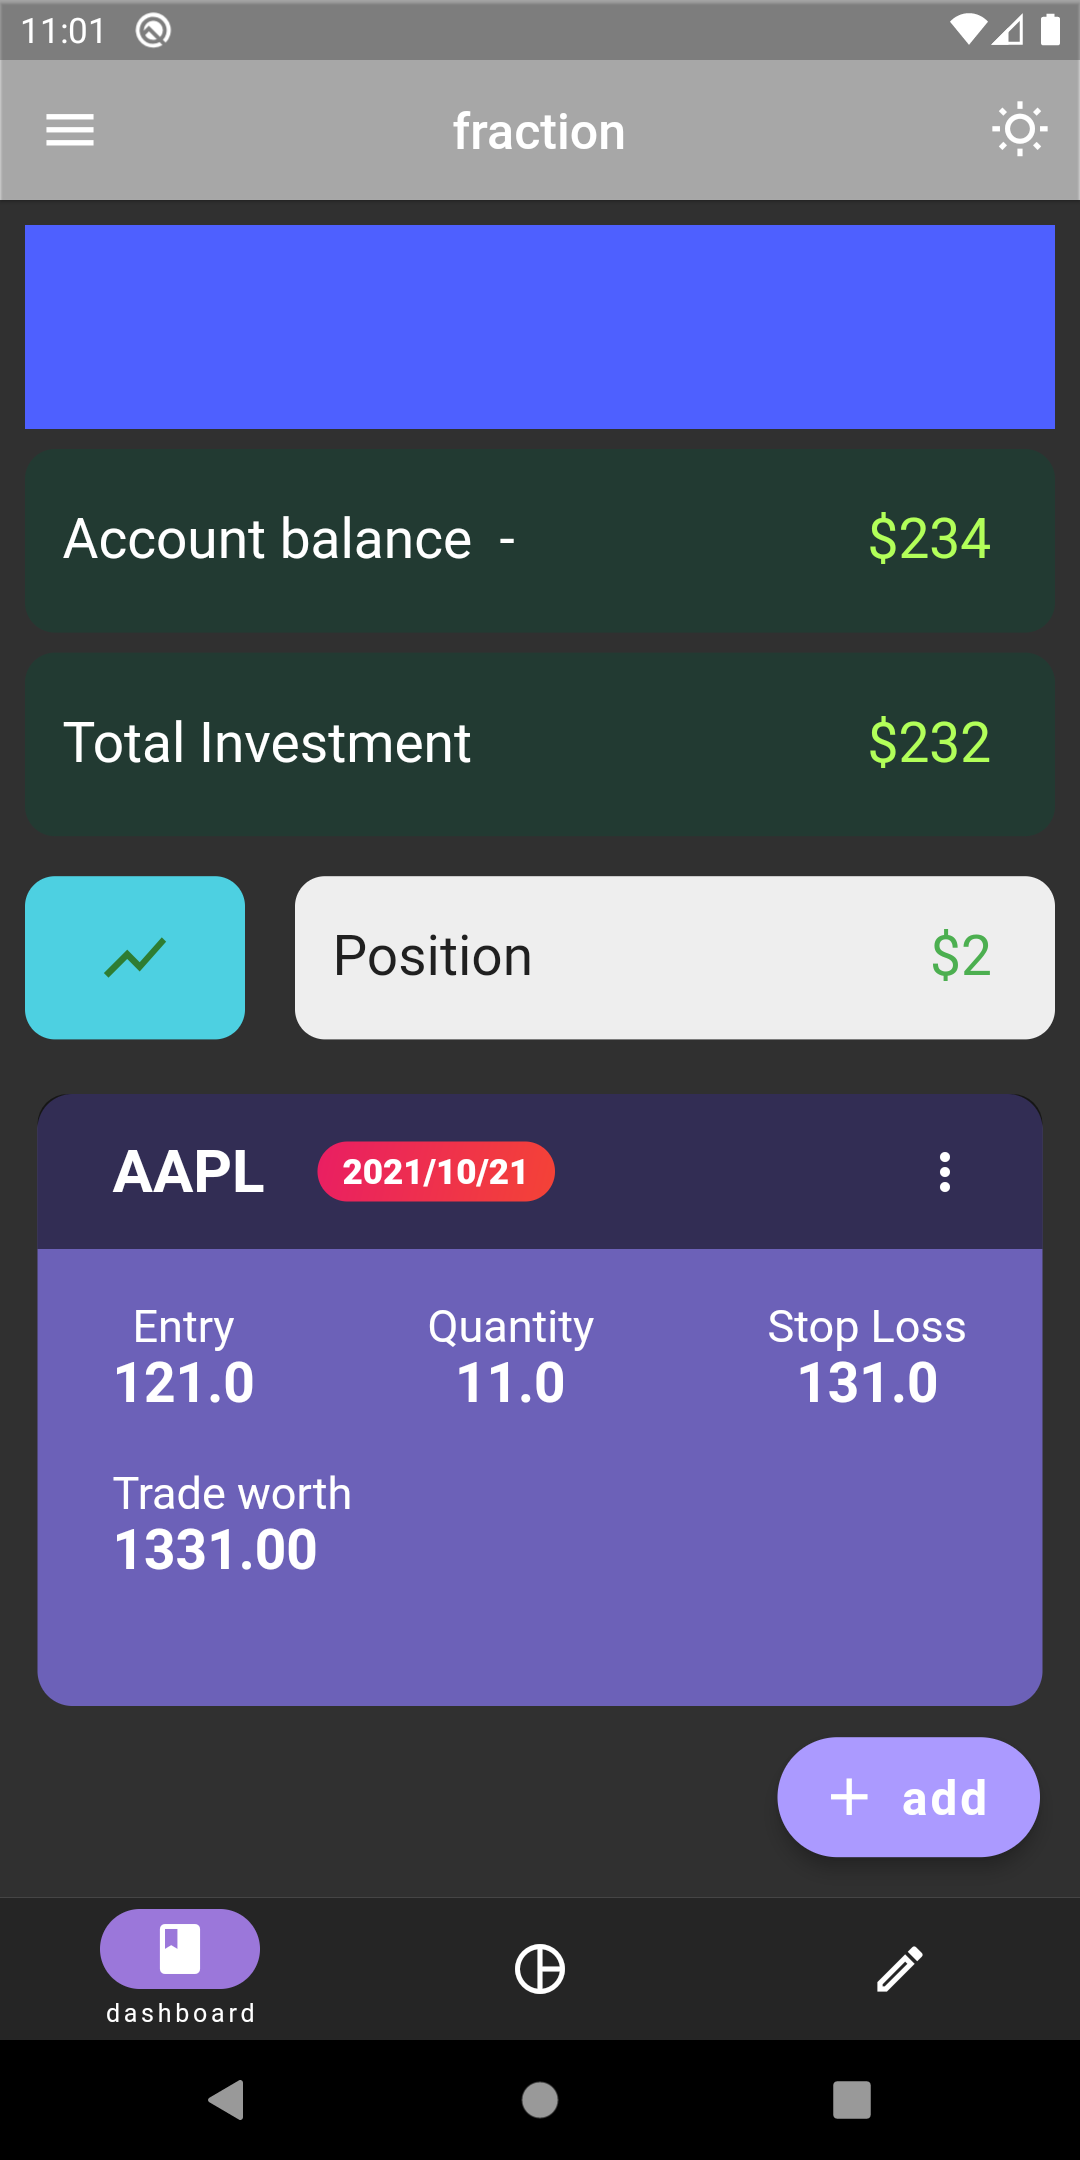 11:01
fraction
Account balance  - $234
Total Investment $232
Position $2
AAPL 2021/10/21
Entry Quantity Stop Loss
121.0 11.0 131.0
Trade worth
1331.00
add
dashboard